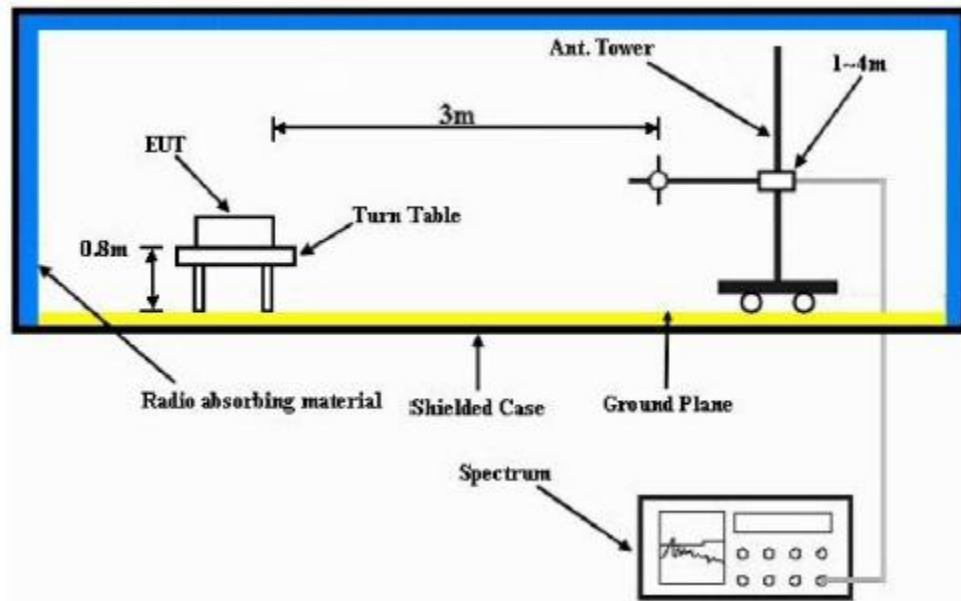 Ant. Tower
1~4m
3m
EUT
Turn Table
0.8m
Radio absorbing material
Shielded Case
Ground Plane
Spectrum